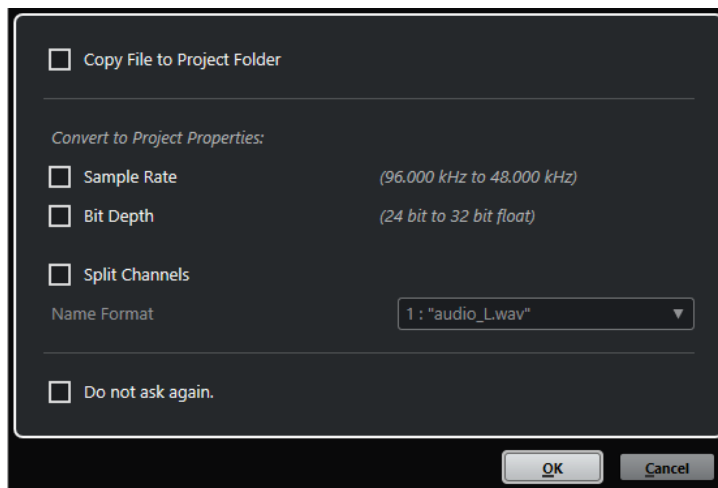 Copy File to Project Folder
Convert to Project Properties:
Sample Rate (96.000 kHz to 48.000 kHz)
Bit Depth (24 bit to 32 bit float)
Split Channels
Name Format 1 : "audio_L.wav"
Do not ask again.
OK Cancel